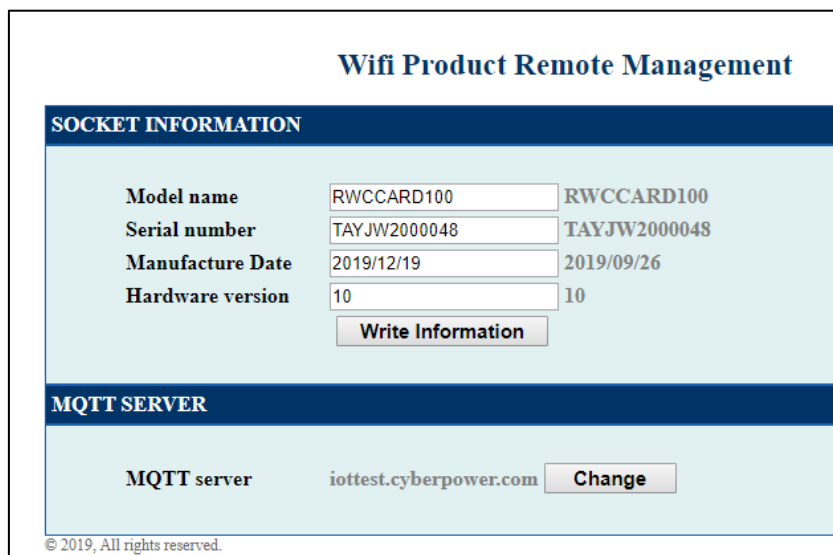 Wifi Product Remote Management
SOCKET INFORMATION
Model name RWCCARD100 RWCCARD100
Serial number TAYJW2000048 TAYJW2000048
Manufacture Date 2019/12/19 2019/09/26
Hardware version 10 10
Write Information
MQTT SERVER
MQTT server iottest.cyberpower.com Change
© 2019, All rights reserved.